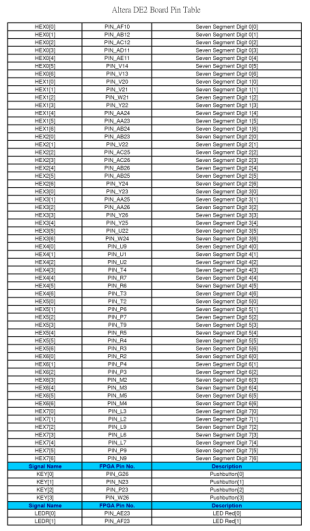 Altera DE2 Board Pin Table
HEX0[0] PIN_AF10 Seven Segment Digit 0[0]
HEX0[1] PIN_AB12 Seven Segment Digit 0[1]
HEX0[2] PIN_AC12 Seven Segment Digit 0[2]
HEX0[3] PIN_AD11 Seven Segment Digit 0[3]
HEX0[4] PIN_AE11 Seven Segment Digit 0[4]
HEX0[5] PIN_V14 Seven Segment Digit 0[5]
HEX0[6] PIN_V13 Seven Segment Digit 0[6]
HEX1[0] PIN_V20 Seven Segment Digit 1[0]
HEX1[1] PIN_V21 Seven Segment Digit 1[1]
HEX1[2] PIN_W21 Seven Segment Digit 1[2]
HEX1[3] PIN_Y22 Seven Segment Digit 1[3]
HEX1[4] PIN_AA24 Seven Segment Digit 1[4]
HEX1[5] PIN_AA23 Seven Segment Digit 1[5]
HEX1[6] PIN_AB24 Seven Segment Digit 1[6]
HEX2[0] PIN_AB23 Seven Segment Digit 2[0]
HEX2[1] PIN_V22 Seven Segment Digit 2[1]
HEX2[2] PIN_AC25 Seven Segment Digit 2[2]
HEX2[3] PIN_AC26 Seven Segment Digit 2[3]
HEX2[4] PIN_AB26 Seven Segment Digit 2[4]
HEX2[5] PIN_AB25 Seven Segment Digit 2[5]
HEX2[6] PIN_Y24 Seven Segment Digit 2[6]
HEX3[0] PIN_Y23 Seven Segment Digit 3[0]
HEX3[1] PIN_AA25 Seven Segment Digit 3[1]
HEX3[2] PIN_AA26 Seven Segment Digit 3[2]
HEX3[3] PIN_Y26 Seven Segment Digit 3[3]
HEX3[4] PIN_Y25 Seven Segment Digit 3[4]
HEX3[5] PIN_U22 Seven Segment Digit 3[5]
HEX3[6] PIN_W24 Seven Segment Digit 3[6]
HEX4[0] PIN_U9 Seven Segment Digit 4[0]
HEX4[1] PIN_U1 Seven Segment Digit 4[1]
HEX4[2] PIN_U2 Seven Segment Digit 4[2]
HEX4[3] PIN_T4 Seven Segment Digit 4[3]
HEX4[4] PIN_R7 Seven Segment Digit 4[4]
HEX4[5] PIN_R6 Seven Segment Digit 4[5]
HEX4[6] PIN_T3 Seven Segment Digit 4[6]
HEX5[0] PIN_T2 Seven Segment Digit 5[0]
HEX5[1] PIN_P6 Seven Segment Digit 5[1]
HEX5[2] PIN_P7 Seven Segment Digit 5[2]
HEX5[3] PIN_T9 Seven Segment Digit 5[3]
HEX5[4] PIN_R5 Seven Segment Digit 5[4]
HEX5[5] PIN_R4 Seven Segment Digit 5[5]
HEX5[6] PIN_R3 Seven Segment Digit 5[6]
HEX6[0] PIN_R2 Seven Segment Digit 6[0]
HEX6[1] PIN_P4 Seven Segment Digit 6[1]
HEX6[2] PIN_P3 Seven Segment Digit 6[2]
HEX6[3] PIN_M2 Seven Segment Digit 6[3]
HEX6[4] PIN_M3 Seven Segment Digit 6[4]
HEX6[5] PIN_M5 Seven Segment Digit 6[5]
HEX6[6] PIN_M4 Seven Segment Digit 6[6]
HEX7[0] PIN_L3 Seven Segment Digit 7[0]
HEX7[1] PIN_L2 Seven Segment Digit 7[1]
HEX7[2] PIN_L9 Seven Segment Digit 7[2]
HEX7[3] PIN_L6 Seven Segment Digit 7[3]
HEX7[4] PIN_L7 Seven Segment Digit 7[4]
HEX7[5] PIN_P9 Seven Segment Digit 7[5]
HEX7[6] PIN_N9 Seven Segment Digit 7[6]
Signal Name FPGA Pin No. Description
KEY[0] PIN_G26 Pushbutton[0]
KEY[1] PIN_N23 Pushbutton[1]
KEY[2] PIN_P23 Pushbutton[2]
KEY[3] PIN_W26 Pushbutton[3]
Signal Name FPGA Pin No. Description
LEDR[0] PIN_AE23 LED Red[0]
LEDR[1] PIN_AF23 LED Red[1]